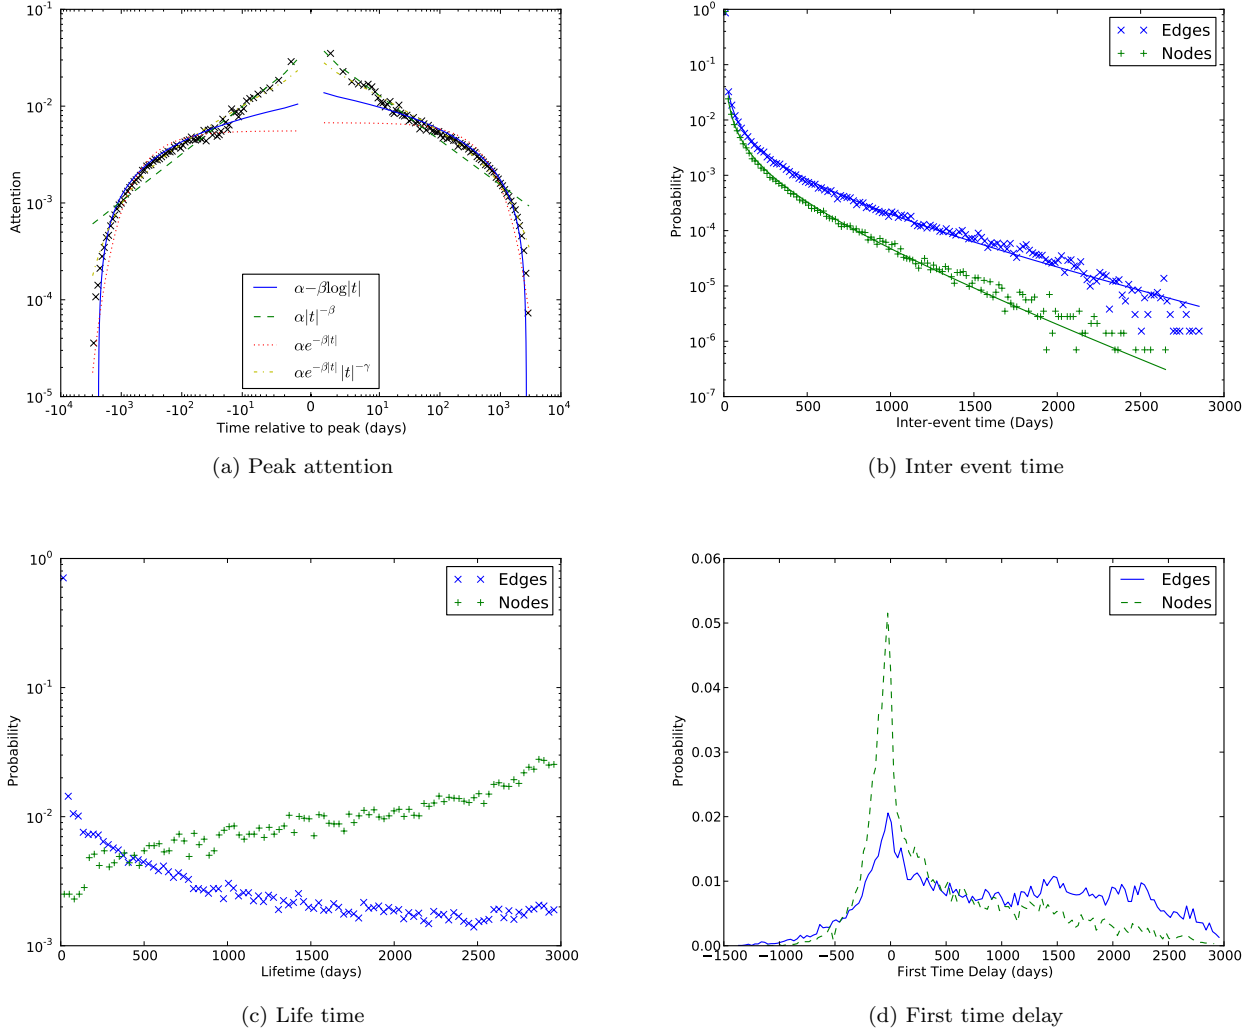 10^{-1}
10^{-2}
10^{-3}
10^{-4}
10^{-5}
Attention
α−βlog|t|
α|t|^{−β}
αe^{−β|t|}
αe^{−β|t|}|t|^{−γ}
-10^4 -10^3 -10^2 -10^1 0 10^1 10^2 10^3 10^4
Time relative to peak (days)
(a) Peak attention
10^0
10^{-1}
10^{-2}
10^{-3}
10^{-4}
10^{-5}
10^{-6}
10^{-7}
Probability
Edges
Nodes
0 500 1000 1500 2000 2500 3000
Inter-event time (Days)
(b) Inter event time
10^0
10^{-1}
10^{-2}
10^{-3}
Probability
Edges
Nodes
0 500 1000 1500 2000 2500 3000
Lifetime (days)
(c) Life time
0.06
0.05
0.04
0.03
0.02
0.01
0.00
Probability
Edges
Nodes
−1500 −1000 −500 0 500 1000 1500 2000 2500 3000
First Time Delay (days)
(d) First time delay